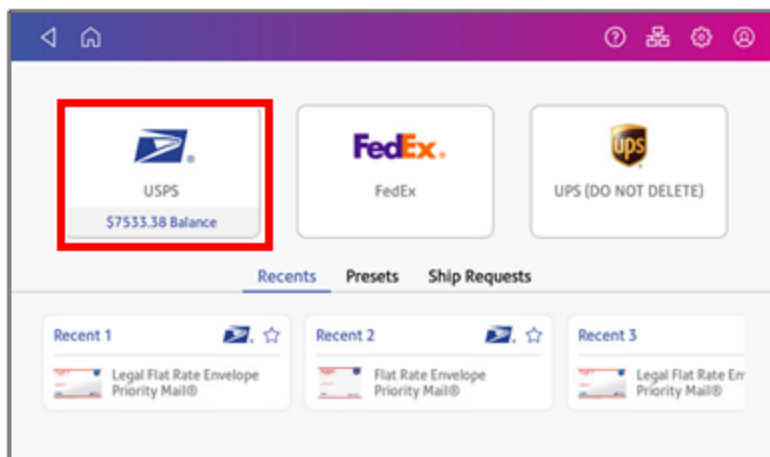 FedEx.
ups
USPS
FedEx
UPS (DO NOT DELETE)
$7533.38 Balance
Recents Presets Ship Requests
Recent 1
Recent 2
Recent 3
Legal Flat Rate Envelope
Priority Mail®
Flat Rate Envelope
Priority Mail®
Legal Flat Rate En
Priority Mail®